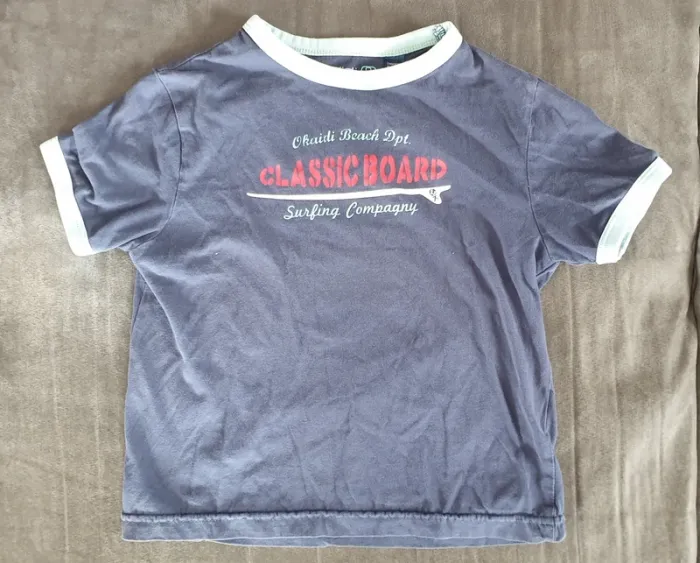 Okaidi Beach Dpt.
CLASSIC BOARD
Surfing Compagny